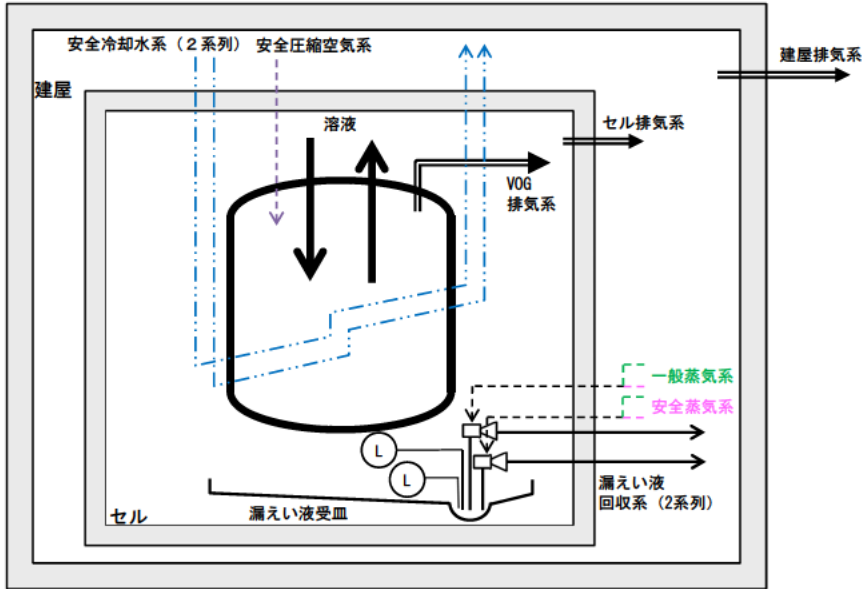 安全冷却水系（２系列）
安全圧縮空気系
建屋排気系
建屋
溶液
セル排気系
VOG
排気系
一般蒸気系
安全蒸気系
L
L
漏えい液
回収系（2系列）
漏えい液受皿
セル